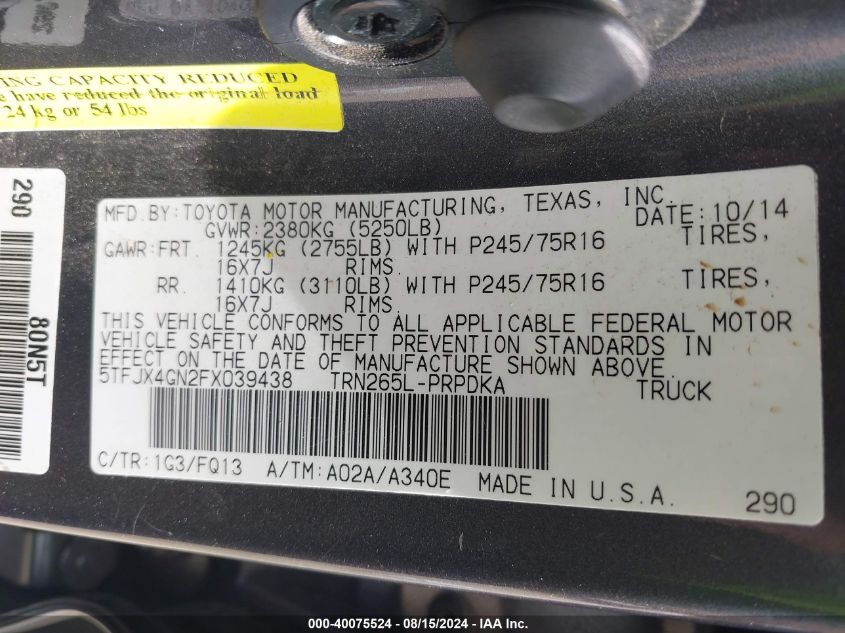 ING CAPACITY REDUCED
e have reduced the original load
24 kg or 54 lbs
290
80N5T
MFD.BY:TOYOTA MOTOR MANUFACTURING, TEXAS, INC.
DATE:10/14
GVWR:2380KG (5250LB)
GAWR:FRT. 1245KG (2755LB) WITH P245/75R16 TIRES,
16X7J RIMS.
RR. 1410KG (3110LB) WITH P245/75R16 TIRES,
16X7J RIMS.
THIS VEHICLE CONFORMS TO ALL APPLICABLE FEDERAL MOTOR
VEHICLE SAFETY AND THEFT PREVENTION STANDARDS IN
EFFECT ON THE DATE OF MANUFACTURE SHOWN ABOVE.
5TFJX4GN2FX039438 TRN265L-PRPDKA TRUCK
C/TR:1G3/FQ13 A/TM:A02A/A340E MADE IN U.S.A.
290
000-40075524 - 08/15/2024 - IAA Inc.